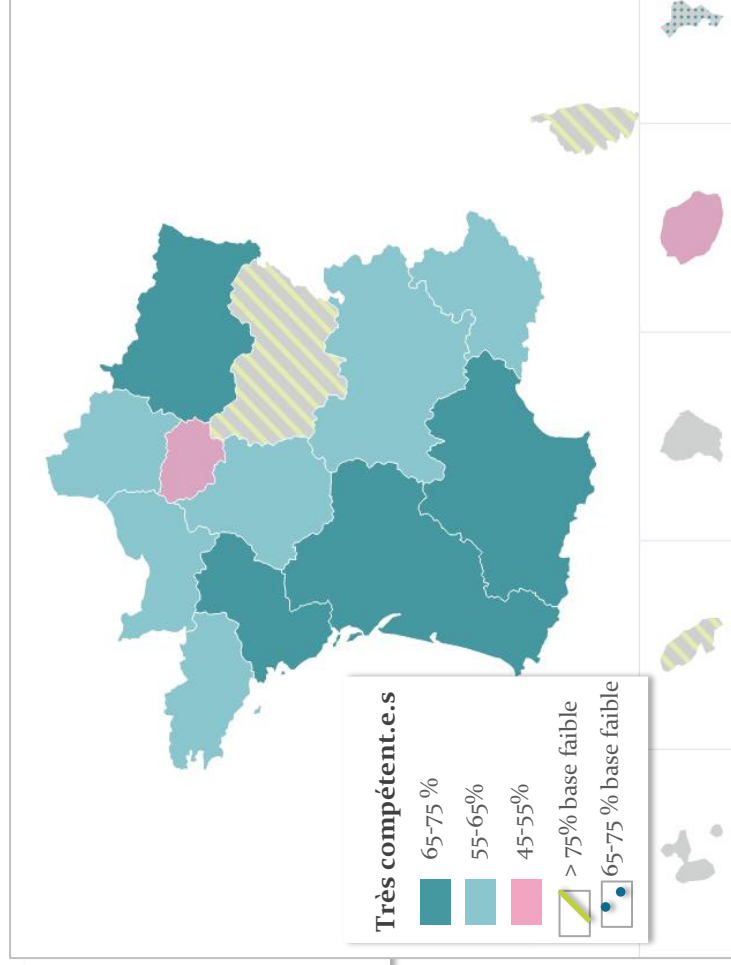 Très compétent.e.s
65-75 %
55-65%
45-55%
> 75% base faible
65-75 % base faible